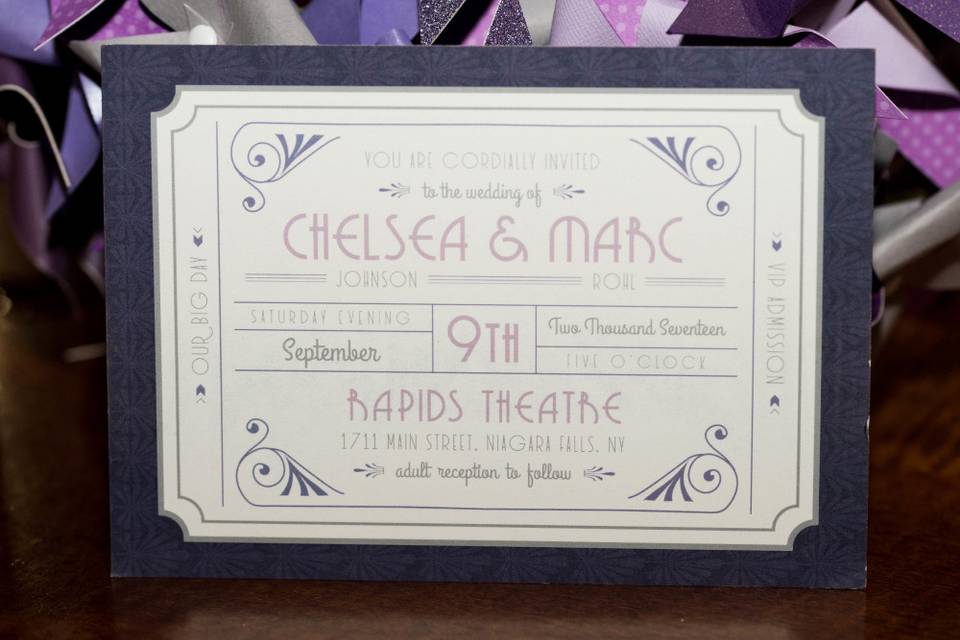 YOU ARE CORDIALLY INVITED
to the wedding of
CHELSEA & MARC
JOHNSON ROHL
SATURDAY EVENING
September
9TH
Two Thousand Seventeen
FIVE O'CLOCK
RAPIDS THEATRE
1711 MAIN STREET, NIAGARA FALLS, NY
adult reception to follow
OUR BIG DAY
VIP ADMISSION